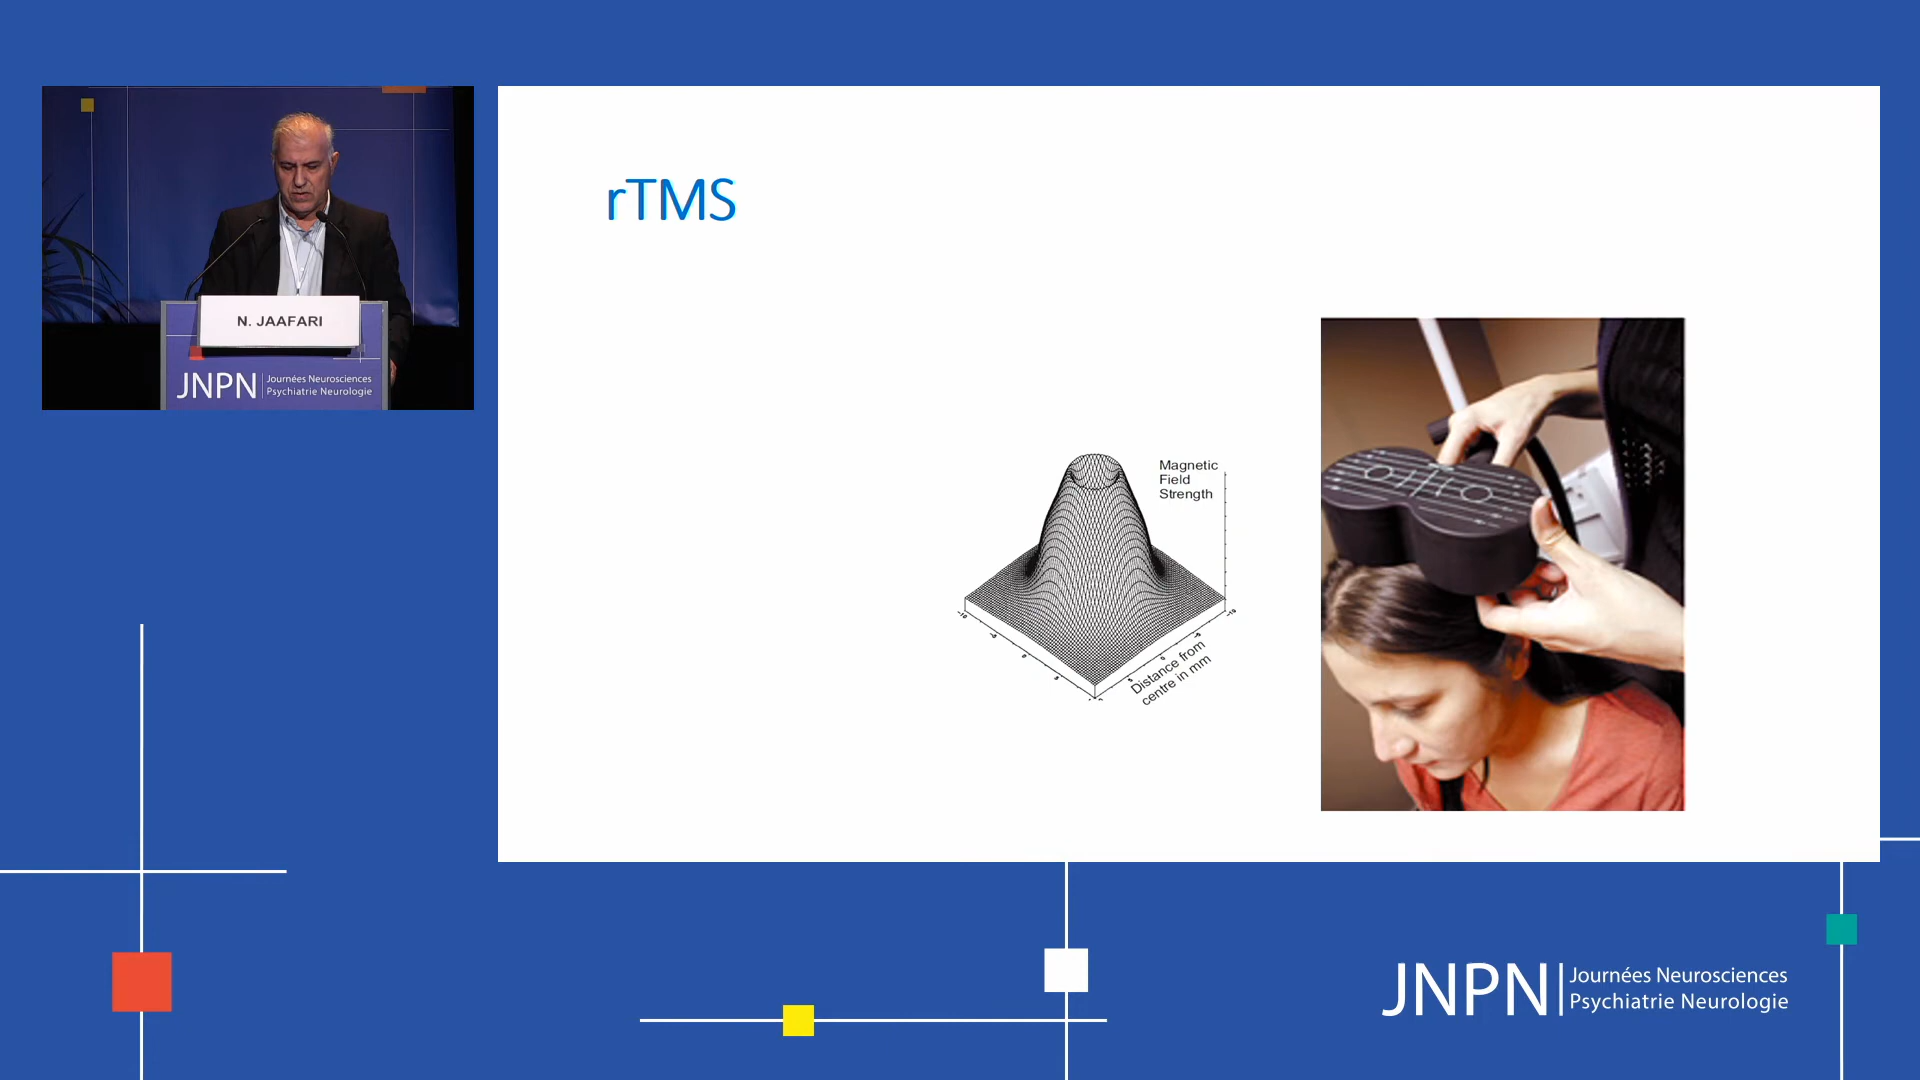 N. JAAFARI
JNPN
Journées Neurosciences
Psychiatrie Neurologie
rTMS
Magnetic
Field
Strength
Distance from
centre in mm
JNPN
Journées Neurosciences
Psychiatrie Neurologie